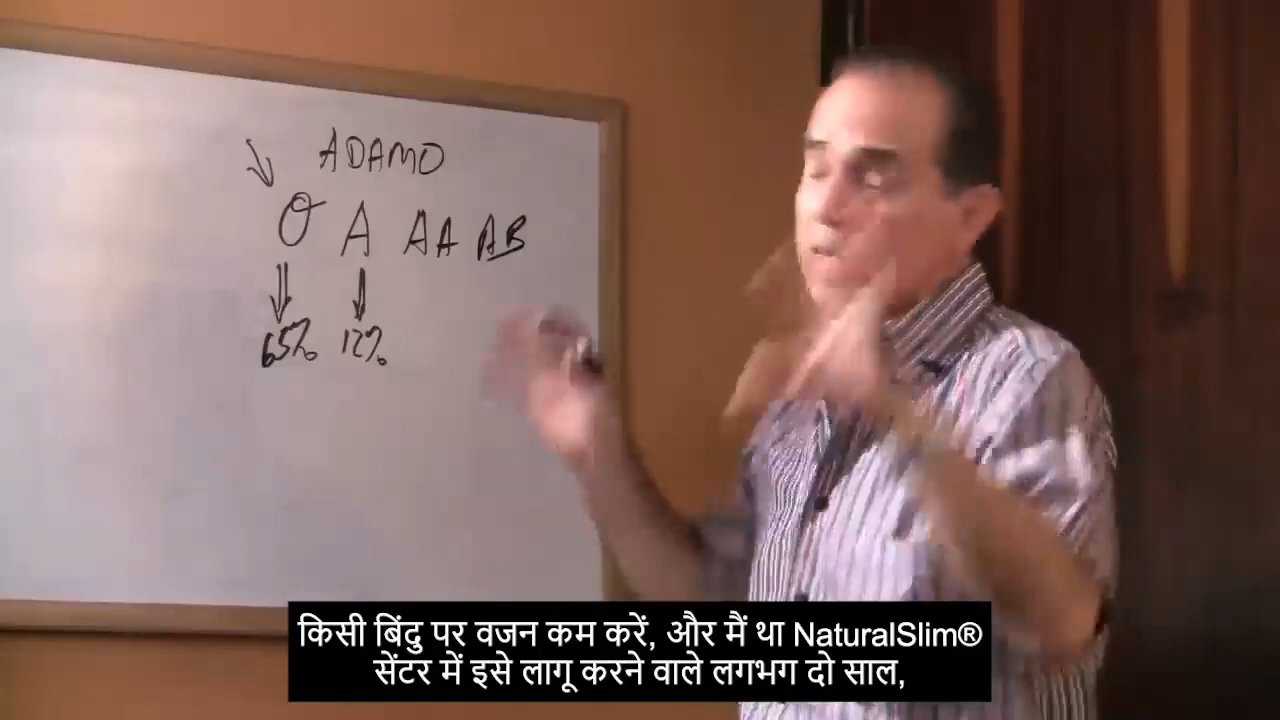 ADAMO
O A AA AB
65% 12%
किसी बिंदु पर वजन कम करें, और मैं था NaturalSlim®
सेंटर में इसे लागू करने वाले लगभग दो साल,